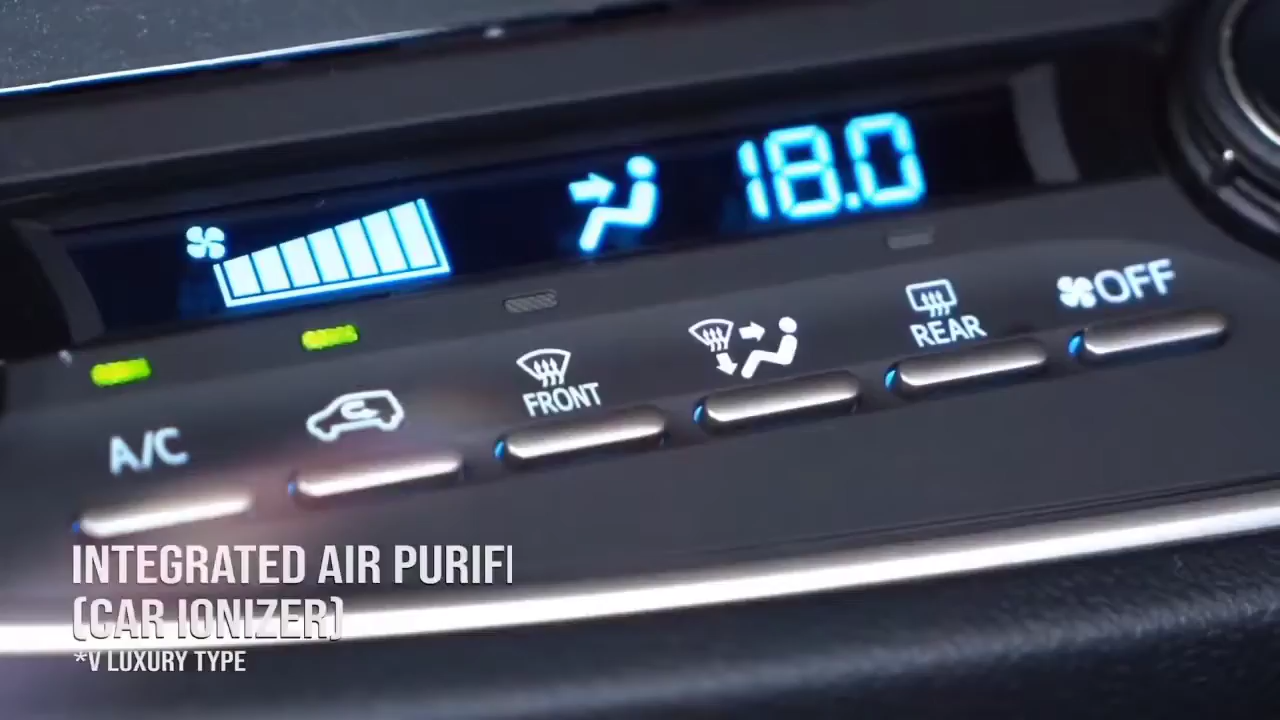 18.0
A/C
FRONT
REAR
OFF
INTEGRATED AIR PURIFI
(CAR IONIZER)
*V LUXURY TYPE